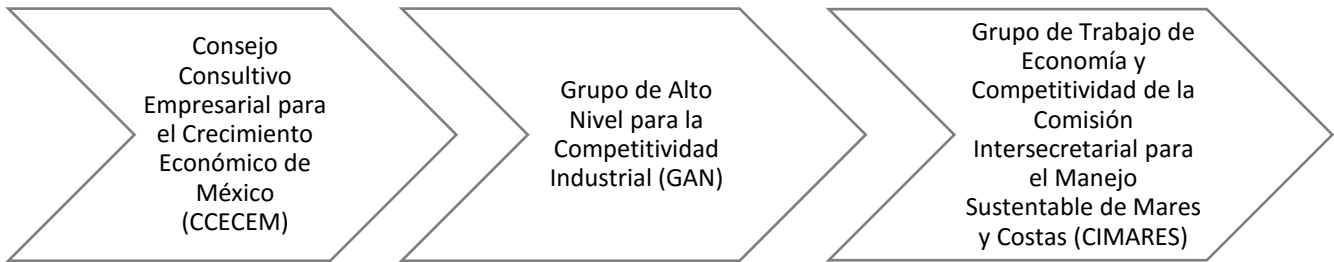 Consejo
Consultivo
Empresarial para
el Crecimiento
Económico de
México
(CCECEM)
Grupo de Alto
Nivel para la
Competitividad
Industrial (GAN)
Grupo de Trabajo de
Economía y
Competitividad de la
Comisión
Intersecretarial para
el Manejo
Sustentable de Mares
y Costas (CIMARES)